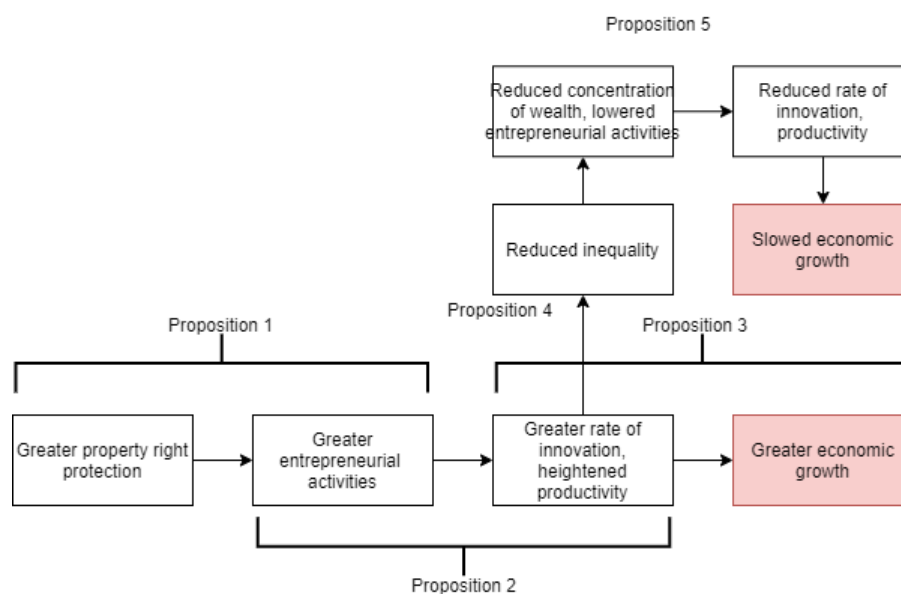 Proposition 5
Reduced concentration
of wealth, lowered
entrepreneurial activities
Reduced rate of
innovation,
productivity
Reduced inequality
Slowed economic
growth
Proposition 4
Proposition 1
Proposition 3
Greater property right
protection
Greater
entrepreneurial
activities
Greater rate of
innovation,
heightened
productivity
Greater economic
growth
Proposition 2